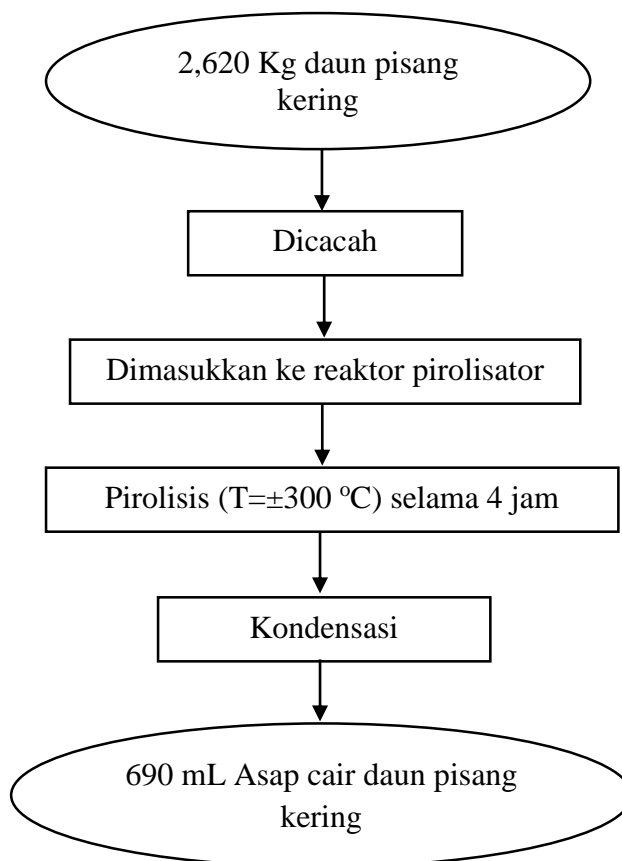 2,620 Kg daun pisang
kering
Dicacah
Dimasukkan ke reaktor pirolisator
Pirolisis (T=±300 ºC) selama 4 jam
Kondensasi
690 mL Asap cair daun pisang
kering